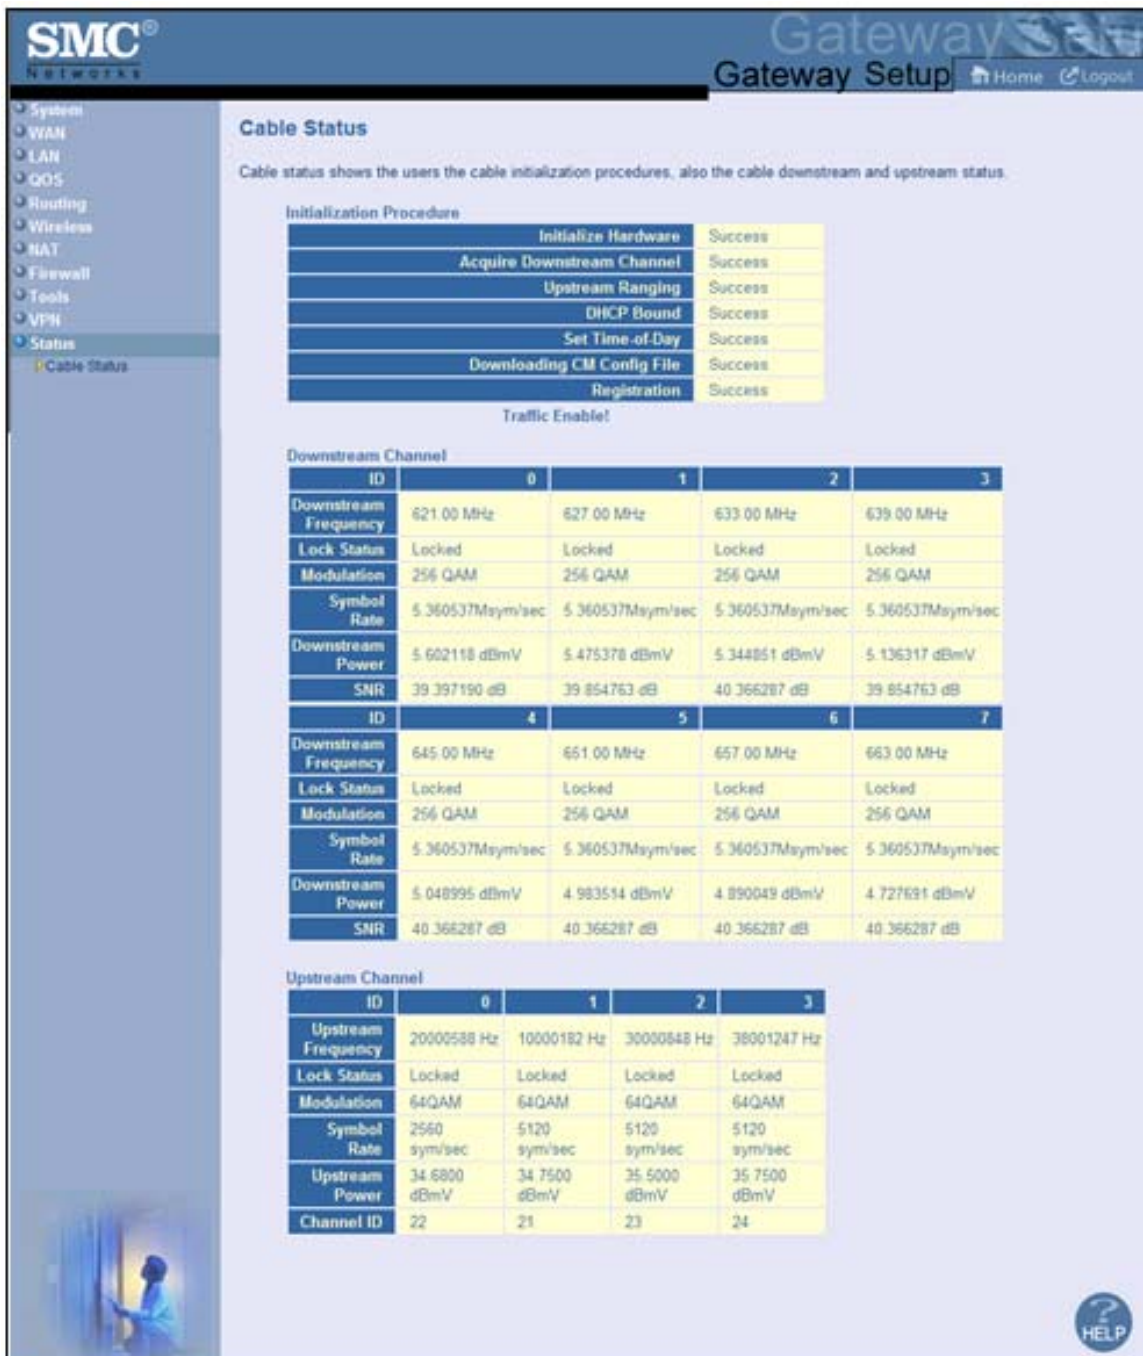 SMC®
Networks
Gateway Setup
Gateway Setup
Home
Logout
System
WAN
LAN
QOS
Routing
Wireless
NAT
Firewall
Tools
VPN
Status
Cable Status
Cable Status
Cable status shows the users the cable initialization procedures, also the cable downstream and upstream status.
Initialization Procedure
Initialize Hardware Success
Acquire Downstream Channel Success
Upstream Ranging Success
DHCP Bound Success
Set Time-of-Day Success
Downloading CM Config File Success
Registration Success
Traffic Enable!
Downstream Channel
ID 0 1 2 3
Downstream Frequency 621.00 MHz 627.00 MHz 633.00 MHz 639.00 MHz
Lock Status Locked Locked Locked Locked
Modulation 256 QAM 256 QAM 256 QAM 256 QAM
Symbol Rate 5.360537Msym/sec 5.360537Msym/sec 5.360537Msym/sec 5.360537Msym/sec
Downstream Power 5.602118 dBmV 5.475378 dBmV 5.344851 dBmV 5.136317 dBmV
SNR 39.397190 dB 39.854763 dB 40.366287 dB 39.854763 dB
ID 4 5 6 7
Downstream Frequency 645.00 MHz 651.00 MHz 657.00 MHz 663.00 MHz
Lock Status Locked Locked Locked Locked
Modulation 256 QAM 256 QAM 256 QAM 256 QAM
Symbol Rate 5.360537Msym/sec 5.360537Msym/sec 5.360537Msym/sec 5.360537Msym/sec
Downstream Power 5.048995 dBmV 4.983514 dBmV 4.890049 dBmV 4.727691 dBmV
SNR 40.366287 dB 40.366287 dB 40.366287 dB 40.366287 dB
Upstream Channel
ID 0 1 2 3
Upstream Frequency 20000588 Hz 10000182 Hz 30000848 Hz 38001247 Hz
Lock Status Locked Locked Locked Locked
Modulation 64QAM 64QAM 64QAM 64QAM
Symbol Rate 2560 sym/sec 5120 sym/sec 5120 sym/sec 5120 sym/sec
Upstream Power 34.6800 dBmV 34.7500 dBmV 35.5000 dBmV 35.7500 dBmV
Channel ID 22 21 23 24
?
HELP